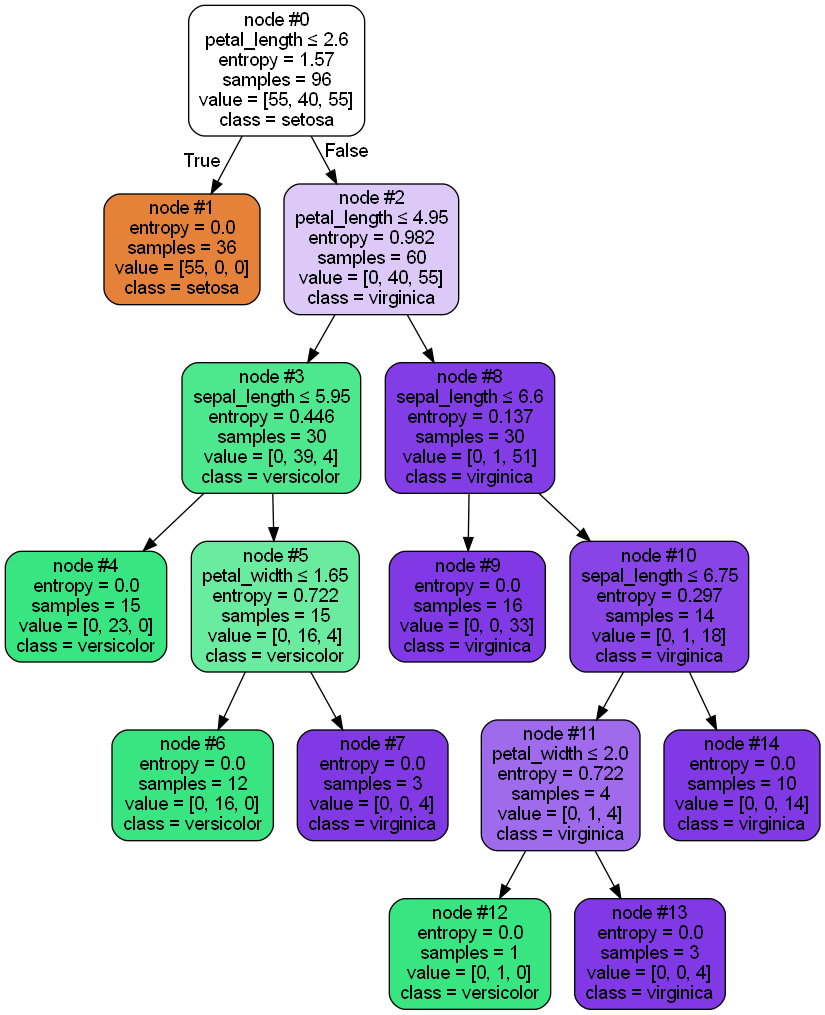 node #0
petal_length ≤ 2.6
entropy = 1.57
samples = 96
value = [55, 40, 55]
class = setosa
True
False
node #1
entropy = 0.0
samples = 36
value = [55, 0, 0]
class = setosa
node #2
petal_length ≤ 4.95
entropy = 0.982
samples = 60
value = [0, 40, 55]
class = virginica
node #3
sepal_length ≤ 5.95
entropy = 0.446
samples = 30
value = [0, 39, 4]
class = versicolor
node #8
sepal_length ≤ 6.6
entropy = 0.137
samples = 30
value = [0, 1, 51]
class = virginica
node #4
entropy = 0.0
samples = 15
value = [0, 23, 0]
class = versicolor
node #5
petal_width ≤ 1.65
entropy = 0.722
samples = 15
value = [0, 16, 4]
class = versicolor
node #9
entropy = 0.0
samples = 16
value = [0, 0, 33]
class = virginica
node #10
sepal_length ≤ 6.75
entropy = 0.297
samples = 14
value = [0, 1, 18]
class = virginica
node #6
entropy = 0.0
samples = 12
value = [0, 16, 0]
class = versicolor
node #7
entropy = 0.0
samples = 3
value = [0, 0, 4]
class = virginica
node #11
petal_width ≤ 2.0
entropy = 0.722
samples = 4
value = [0, 1, 4]
class = virginica
node #14
entropy = 0.0
samples = 10
value = [0, 0, 14]
class = virginica
node #12
entropy = 0.0
samples = 1
value = [0, 1, 0]
class = versicolor
node #13
entropy = 0.0
samples = 3
value = [0, 0, 4]
class = virginica